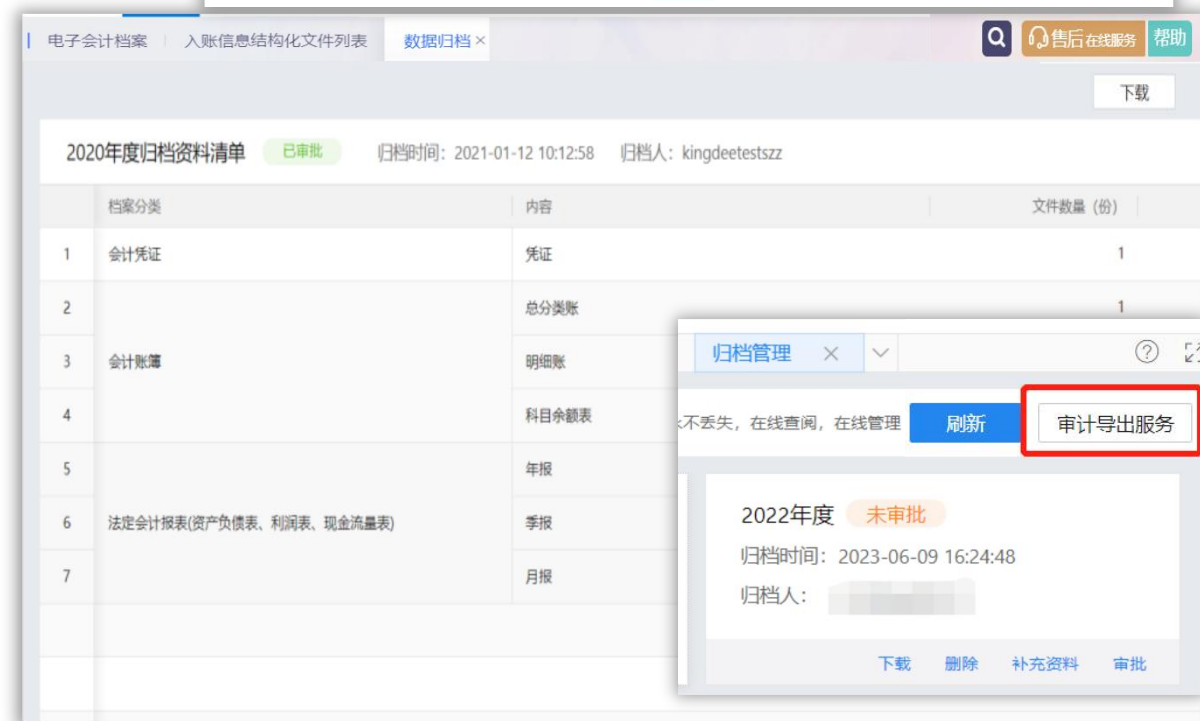 电子会计档案 入账信息结构化文件列表 数据归档 × 售后在线服务 帮助
下载
2020年度归档资料清单 已审批 归档时间：2021-01-12 10:12:58 归档人：kingdeetestszz
档案分类 内容 文件数量（份）
1 会计凭证 凭证 1
2 总分类账 1
3 会计账簿 明细账
4 科目余额表
5 年报
6 法定会计报表(资产负债表、利润表、现金流量表) 季报
7 月报
归档管理 ×
不丢失，在线查阅，在线管理 刷新 审计导出服务
2022年度 未审批
归档时间：2023-06-09 16:24:48
归档人：
下载 删除 补充资料 审批